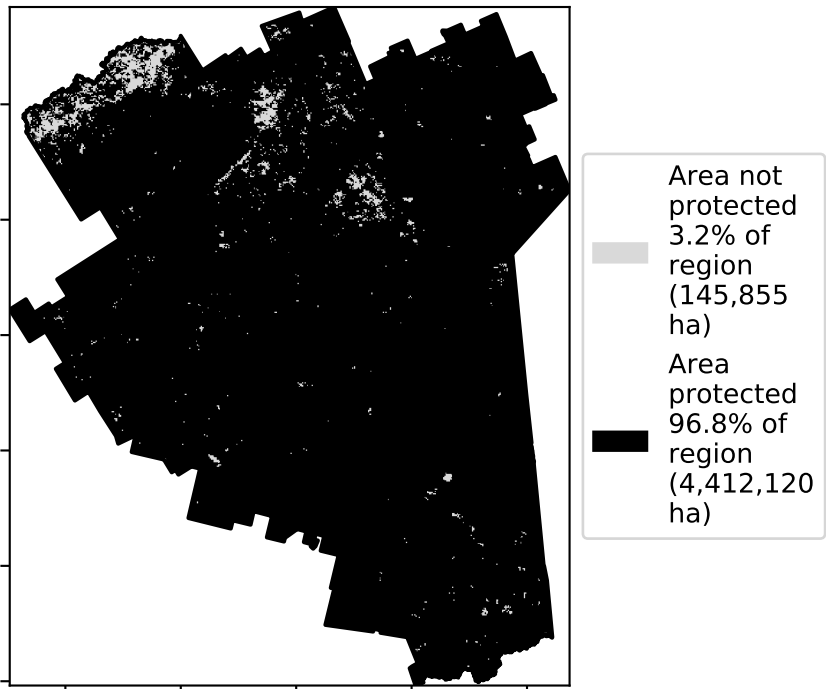 Area not
protected
3.2% of
region
(145,855
ha)
Area
protected
96.8% of
region
(4,412,120
ha)